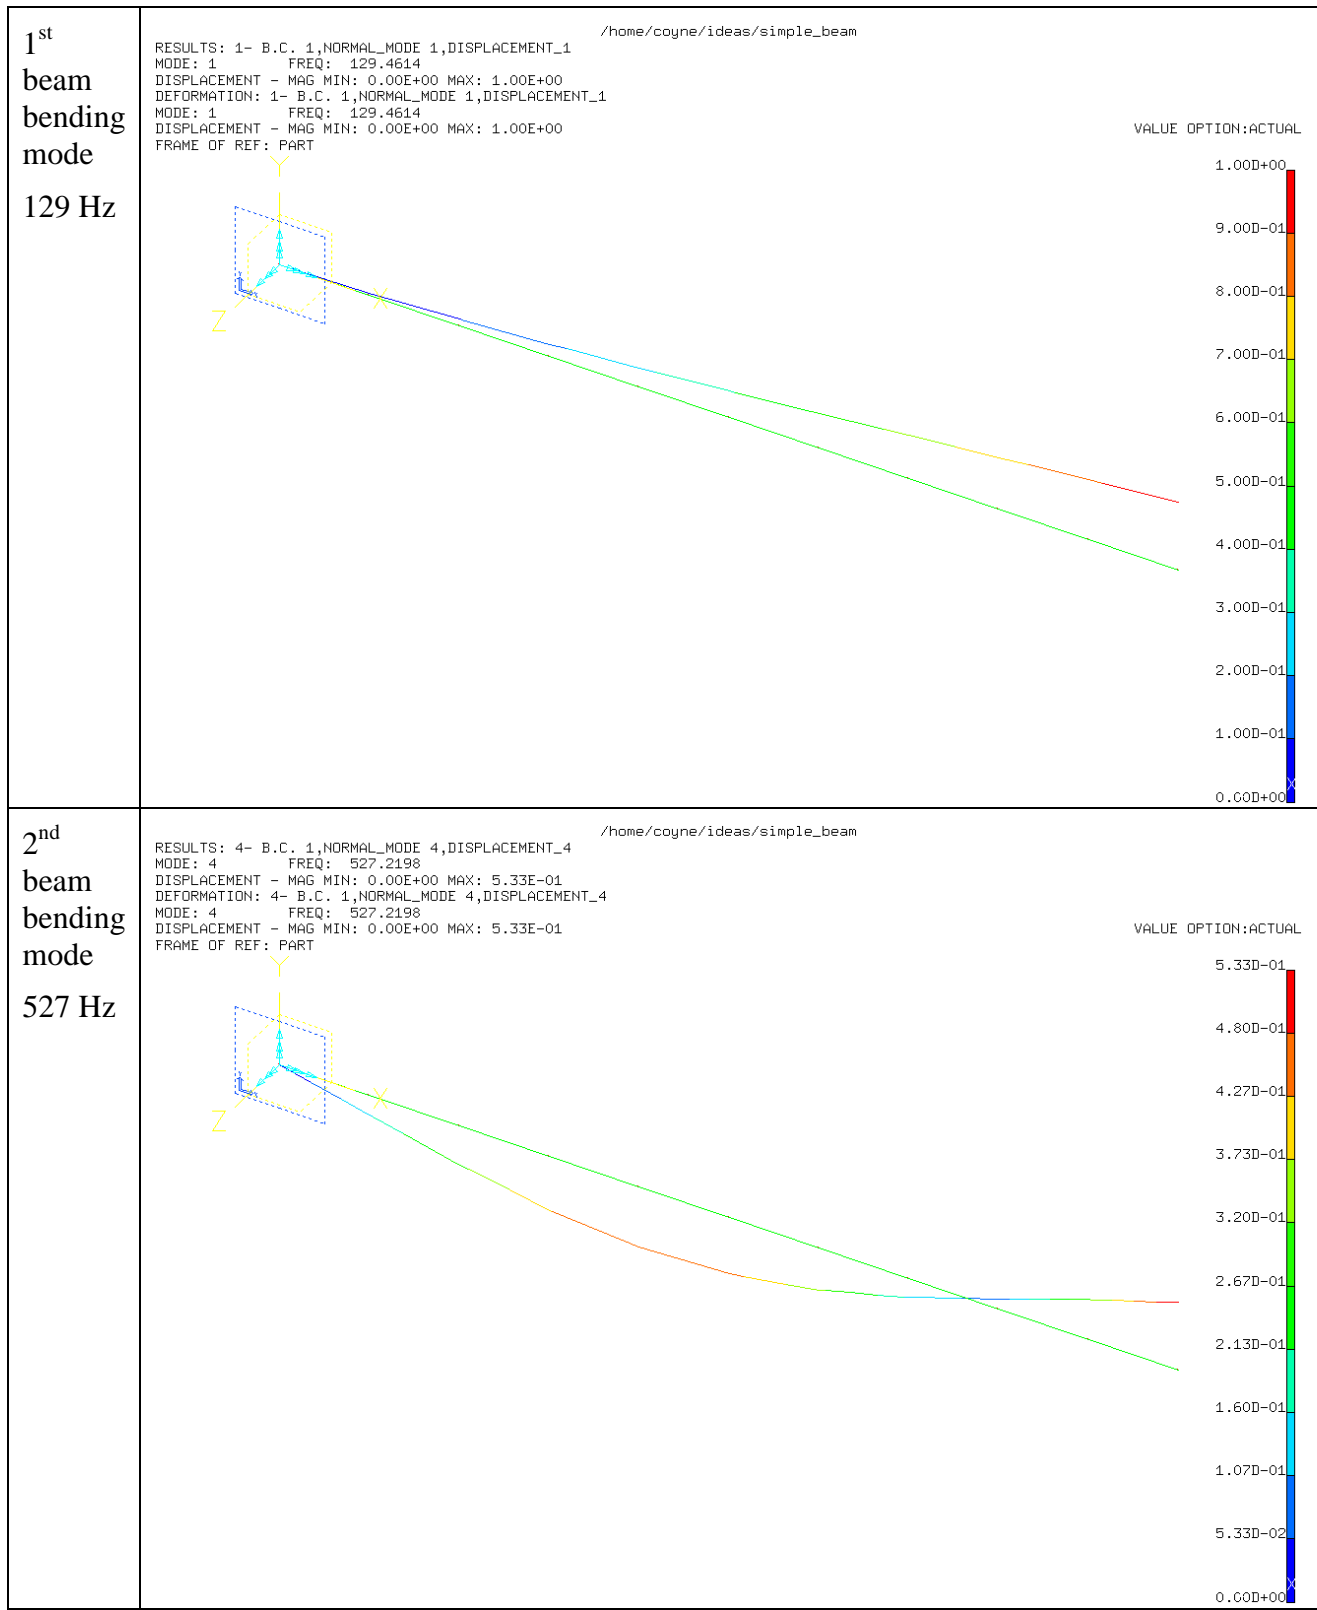 1st
beam
bending
mode
129 Hz
/home/coyne/ideas/simple_beam
RESULTS: 1- B.C. 1,NORMAL_MODE 1,DISPLACEMENT_1
MODE: 1 FREQ: 129.4614
DISPLACEMENT - MAG MIN: 0.00E+00 MAX: 1.00E+00
DEFORMATION: 1- B.C. 1,NORMAL_MODE 1,DISPLACEMENT_1
MODE: 1 FREQ: 129.4614
DISPLACEMENT - MAG MIN: 0.00E+00 MAX: 1.00E+00
FRAME OF REF: PART
VALUE OPTION:ACTUAL
Y
X
Z
1.00D+00
9.00D-01
8.00D-01
7.00D-01
6.00D-01
5.00D-01
4.00D-01
3.00D-01
2.00D-01
1.00D-01
0.00D+00
X
2nd
beam
bending
mode
527 Hz
/home/coyne/ideas/simple_beam
RESULTS: 4- B.C. 1,NORMAL_MODE 4,DISPLACEMENT_4
MODE: 4 FREQ: 527.2198
DISPLACEMENT - MAG MIN: 0.00E+00 MAX: 5.33E-01
DEFORMATION: 4- B.C. 1,NORMAL_MODE 4,DISPLACEMENT_4
MODE: 4 FREQ: 527.2198
DISPLACEMENT - MAG MIN: 0.00E+00 MAX: 5.33E-01
FRAME OF REF: PART
VALUE OPTION:ACTUAL
Y
X
Z
5.33D-01
4.80D-01
4.27D-01
3.73D-01
3.20D-01
2.67D-01
2.13D-01
1.60D-01
1.07D-01
5.33D-02
0.00D+00
X